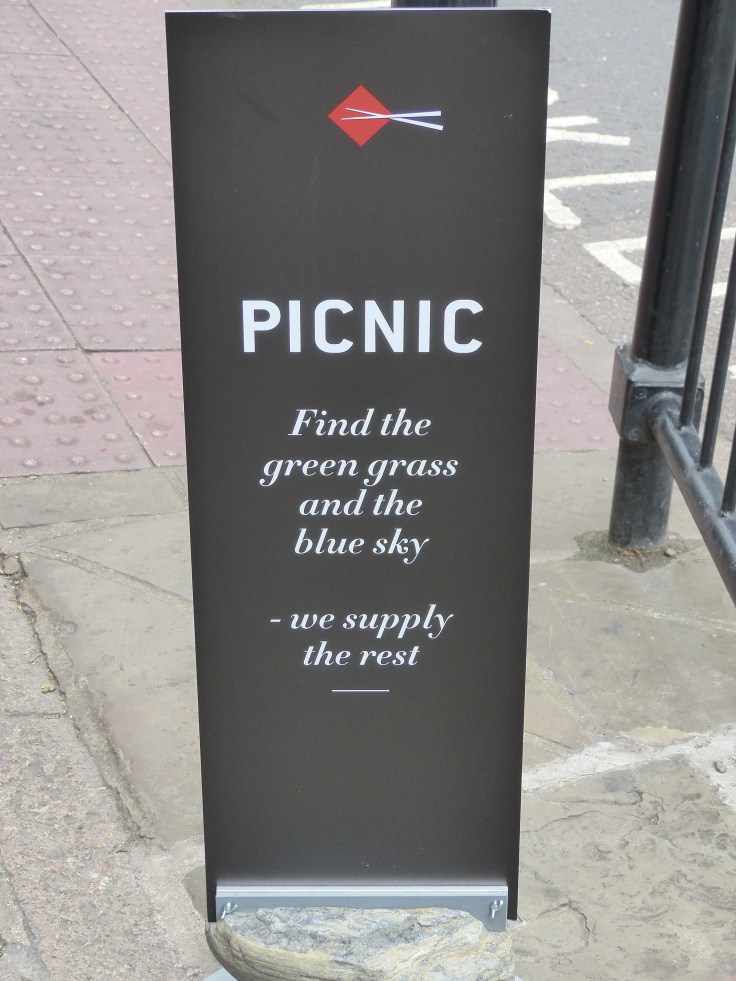 PICNIC
Find the
green grass
and the
blue sky
- we supply
the rest